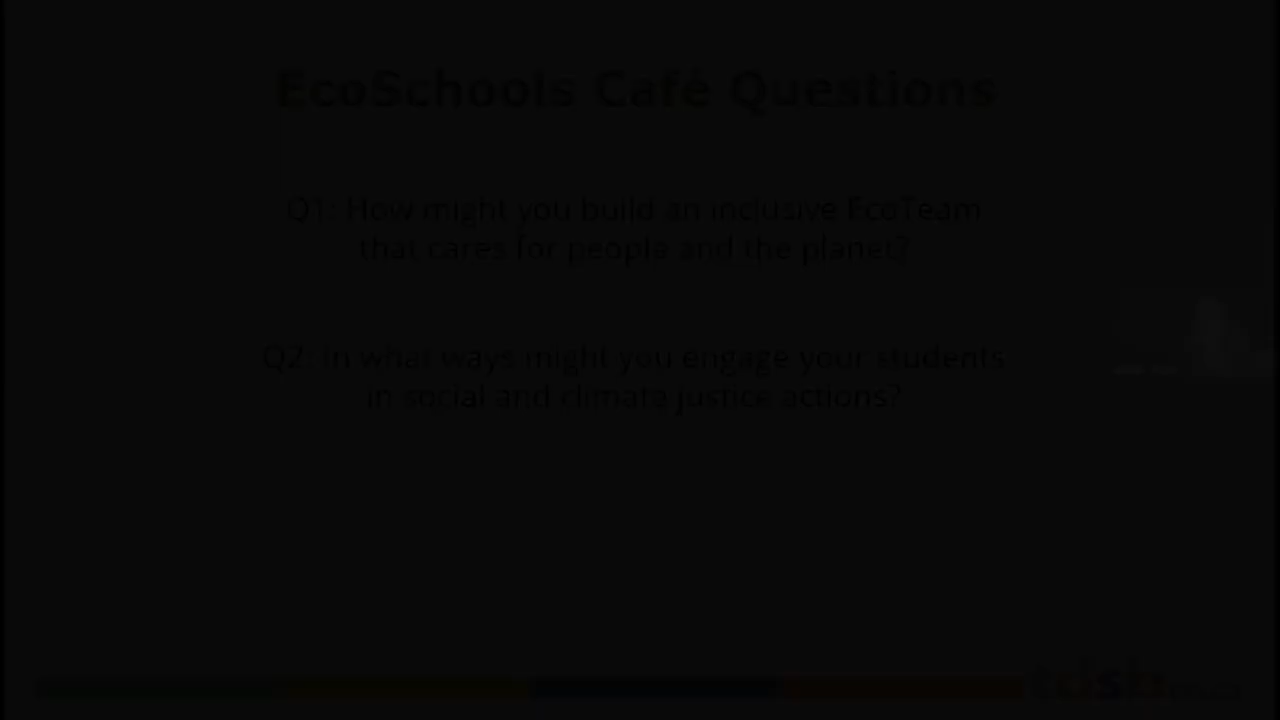 EcoSchools Café Questions
Q1: How might you build an inclusive EcoTeam
that cares for people and the planet?
Q2: In what ways might you engage your students
in social and climate justice actions?
tdsb